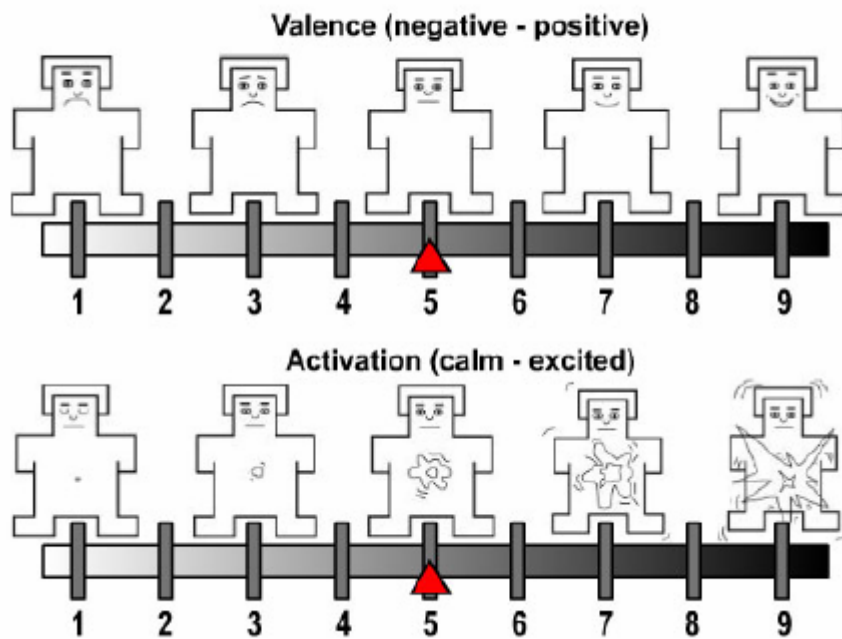 Valence (negative - positive)
1 2 3 4 5 6 7 8 9
Activation (calm - excited)
1 2 3 4 5 6 7 8 9